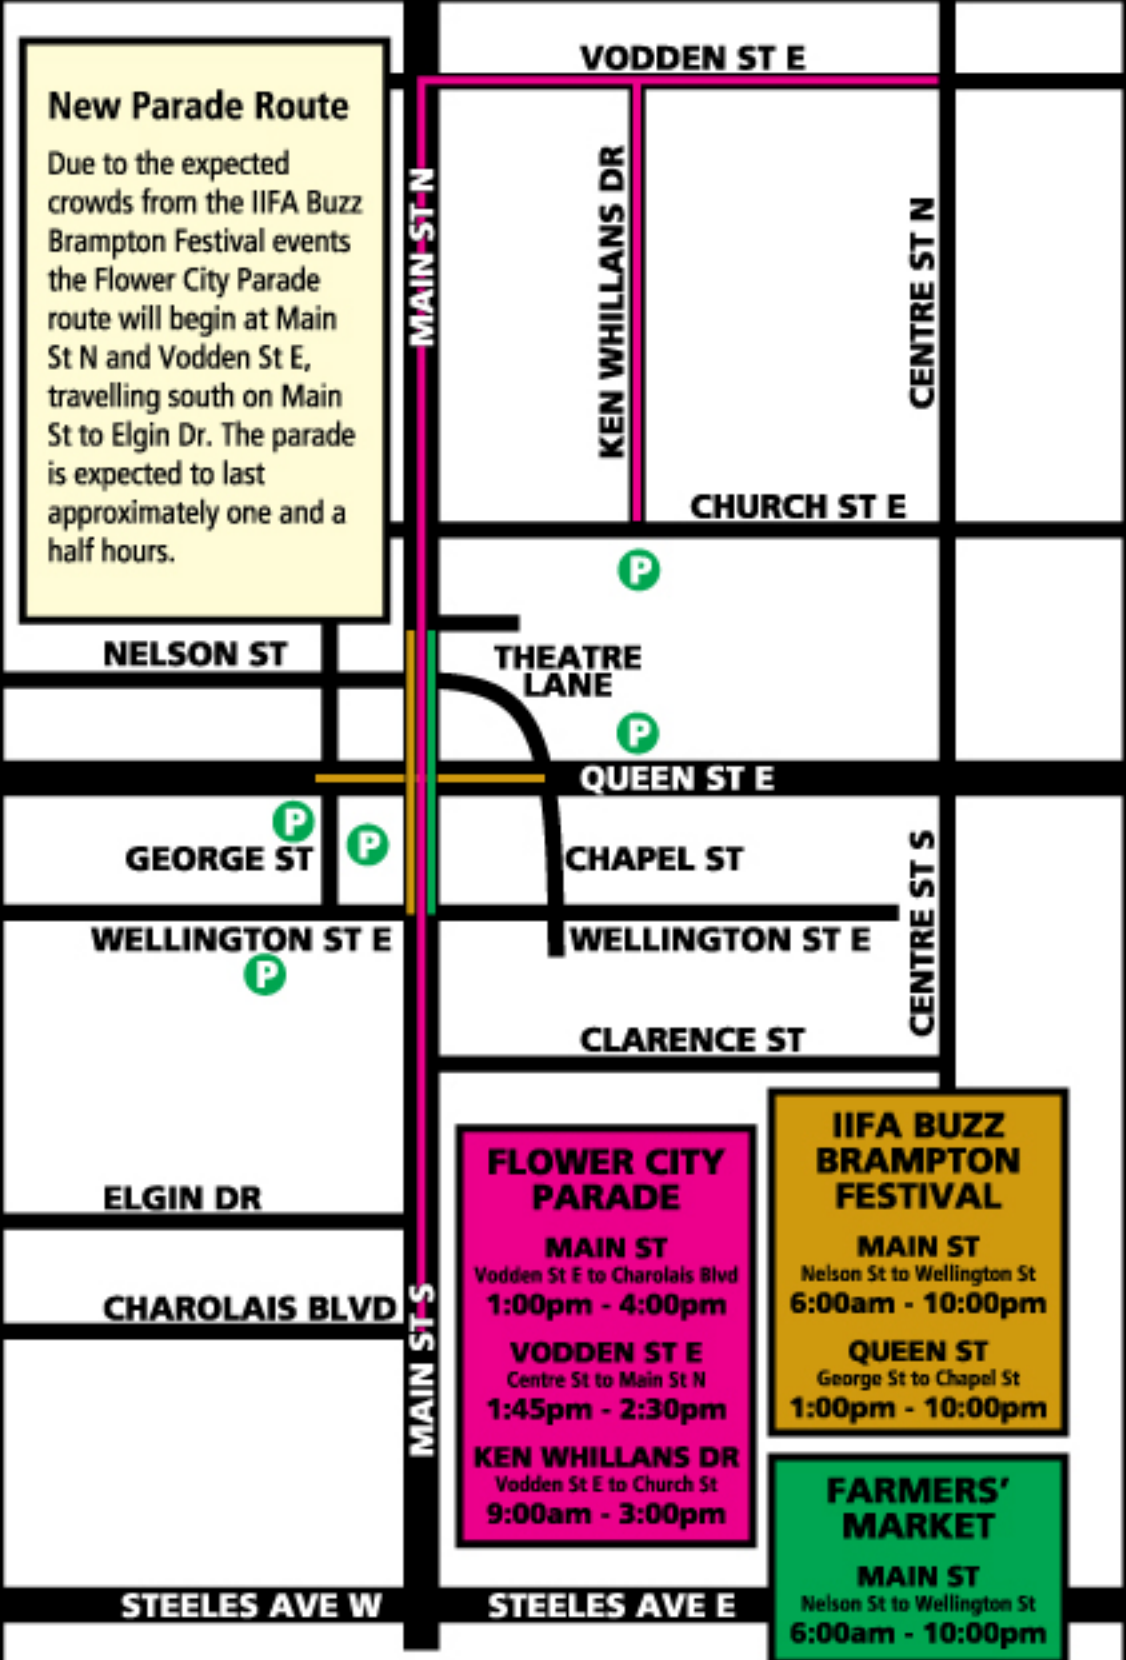 New Parade Route
Due to the expected
crowds from the IIFA Buzz
Brampton Festival events
the Flower City Parade
route will begin at Main
St N and Vodden St E,
travelling south on Main
St to Elgin Dr. The parade
is expected to last
approximately one and a
half hours.
VODDEN ST E
MAIN ST N
KEN WHILLANS DR
CENTRE ST N
CHURCH ST E
P
NELSON ST
THEATRE
LANE
P
QUEEN ST E
P
P
GEORGE ST
CHAPEL ST
CENTRE ST S
WELLINGTON ST E
WELLINGTON ST E
P
CLARENCE ST
ELGIN DR
CHAROLAIS BLVD
MAIN ST S
FLOWER CITY
PARADE
MAIN ST
Vodden St E to Charolais Blvd
1:00pm - 4:00pm
VODDEN ST E
Centre St to Main St N
1:45pm - 2:30pm
KEN WHILLANS DR
Vodden St E to Church St
9:00am - 3:00pm
IIFA BUZZ
BRAMPTON
FESTIVAL
MAIN ST
Nelson St to Wellington St
6:00am - 10:00pm
QUEEN ST
George St to Chapel St
1:00pm - 10:00pm
FARMERS'
MARKET
MAIN ST
Nelson St to Wellington St
6:00am - 10:00pm
STEELES AVE W
STEELES AVE E